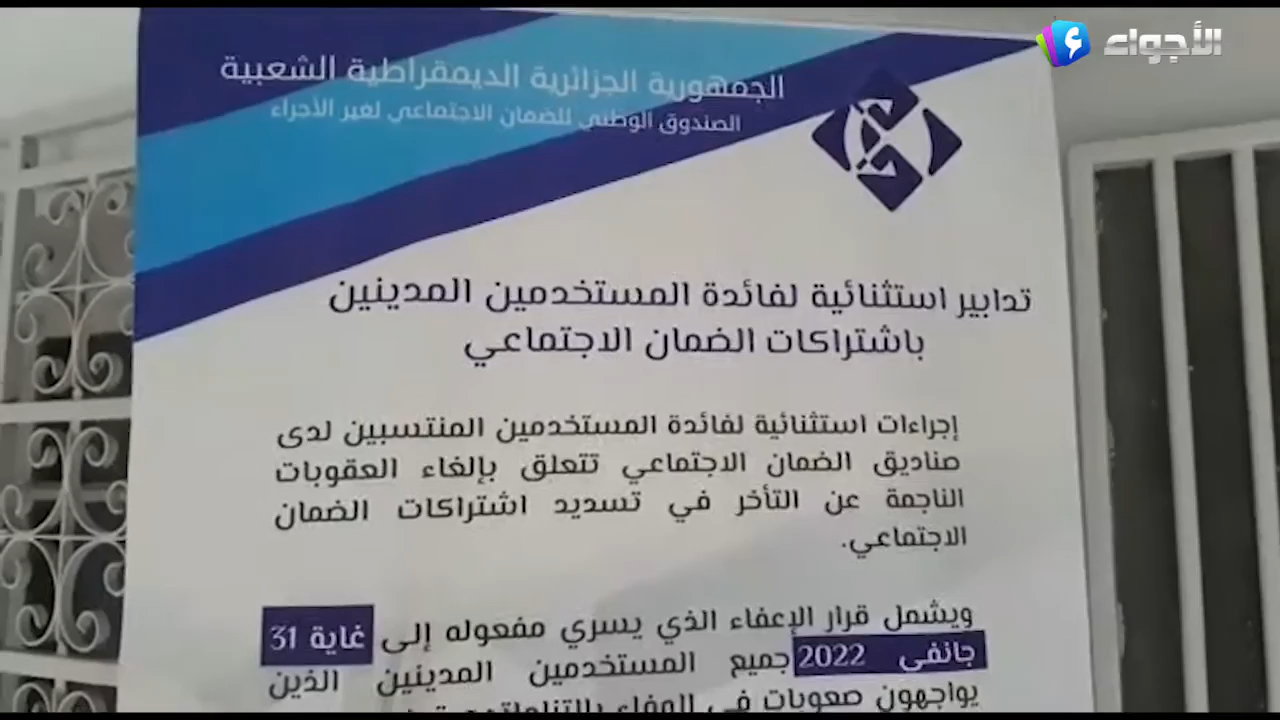 الأجواء
الجمهورية الجزائرية الديمقراطية الشعبية
الصندوق الوطني للضمان الاجتماعي لغير الأجراء
تدابير استثنائية لفائدة المستخدمين المدينين
باشتراكات الضمان الاجتماعي
إجراءات استثنائية لفائدة المستخدمين المنتسبين لدى
صناديق الضمان الاجتماعي تتعلق بإلغاء العقوبات
الناجمة عن التأخر في تسديد اشتراكات الضمان
الاجتماعي.
ويشمل قرار الإعفاء الذي يسري مفعوله إلى غاية 31
جانفي 2022 جميع المستخدمين المدينين الذين
يواجهون صعوبات في الوفاء بالتزاماتهم